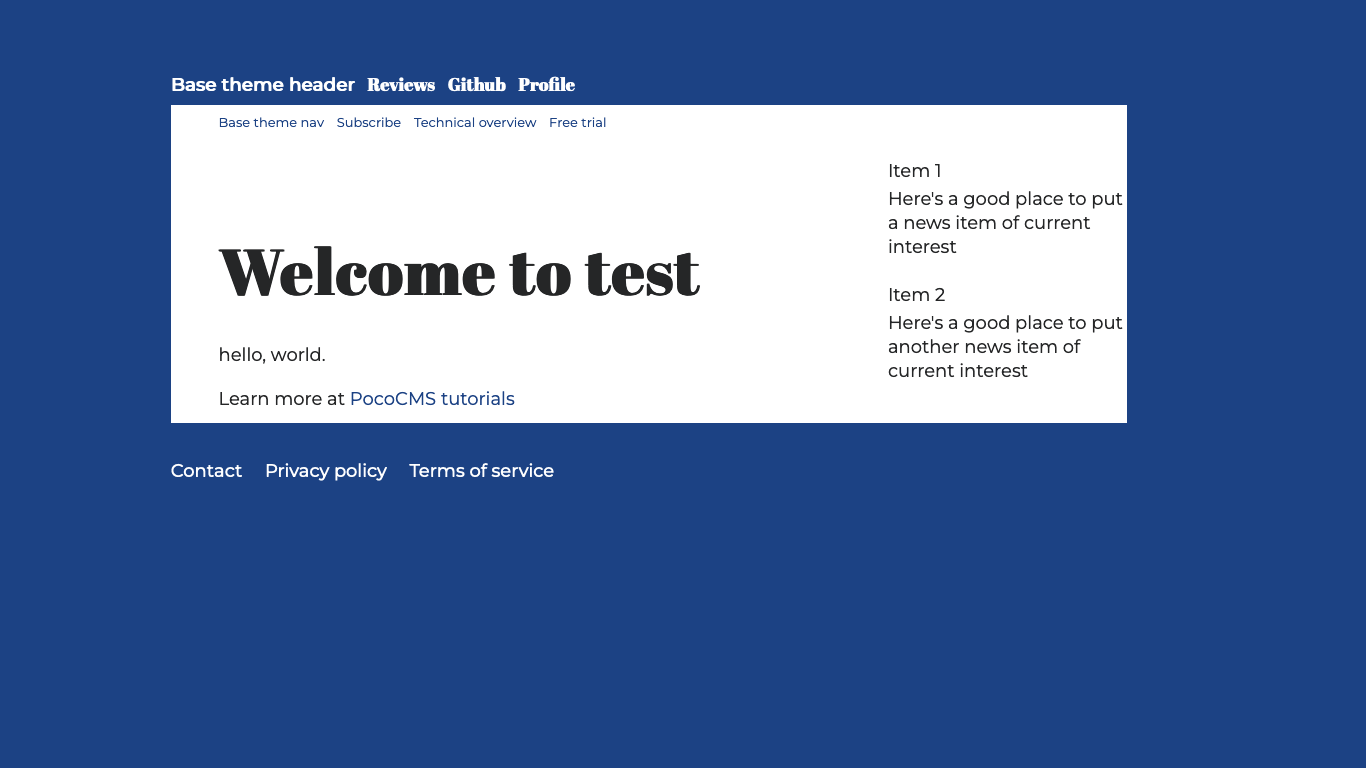 Base theme header Reviews Github Profile
Base theme nav Subscribe Technical overview Free trial
Welcome to test
hello, world.
Learn more at PocoCMS tutorials
Item 1
Here's a good place to put
a news item of current
interest
Item 2
Here's a good place to put
another news item of
current interest
Contact Privacy policy Terms of service